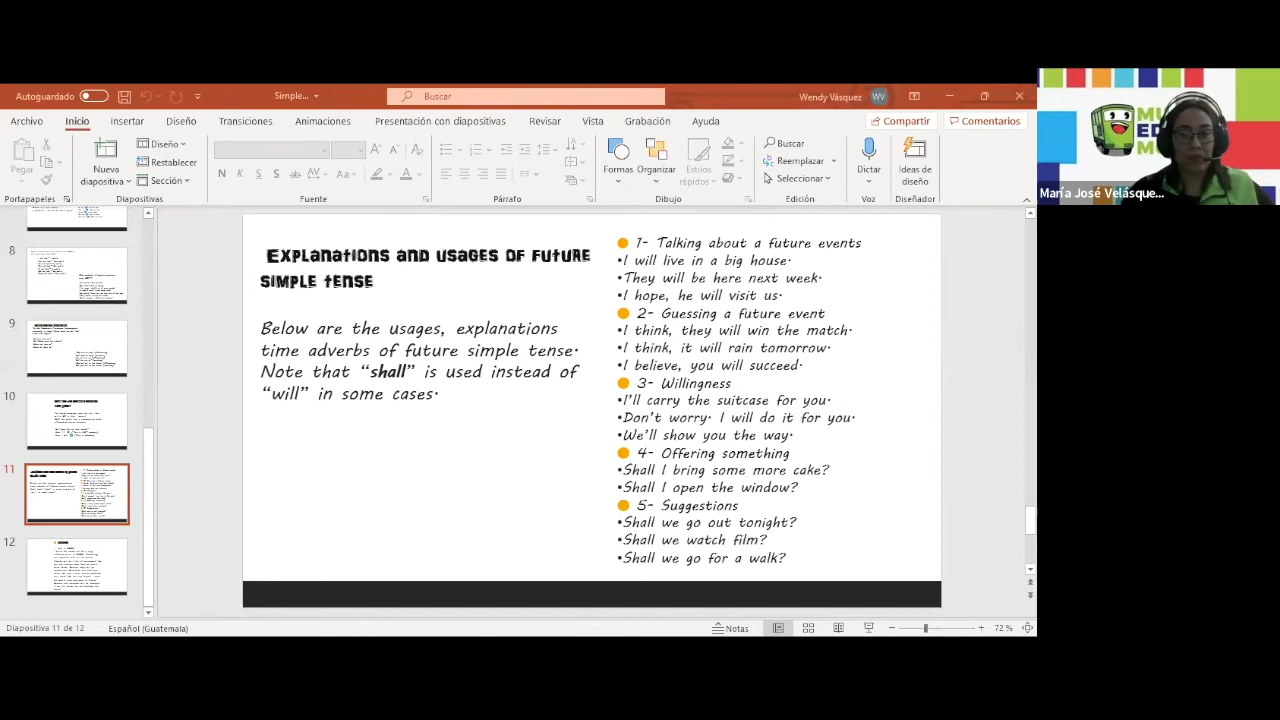 Autoguardado
Simple...
Buscar
Wendy Vásquez
WV
Archivo
Inicio
Insertar
Diseño
Transiciones
Animaciones
Presentación con diapositivas
Revisar
Vista
Grabación
Ayuda
Compartir
Comentarios
Pegar
Nueva
diapositiva
Diseño
Restablecer
Sección
N K S S ab AV Aa A
Formas
Organizar
Estilos
rápidos
Buscar
Reemplazar
Seleccionar
Dictar
Ideas de
diseño
Portapapeles
Diapositivas
Fuente
Párrafo
Dibujo
Edición
Voz
Diseñador
María José Velásque...
8
9
10
11
12
Explanations and usages of future
simple tense
Below are the usages, explanations
time adverbs of future simple tense.
Note that “shall” is used instead of
“will” in some cases.
1- Talking about a future events
•I will live in a big house.
•They will be here next week.
•I hope, he will visit us.
2- Guessing a future event
•I think, they will win the match.
•I think, it will rain tomorrow.
•I believe, you will succeed.
3- Willingness
•I’ll carry the suitcase for you.
•Don’t worry. I will do it for you.
•We’ll show you the way.
4- Offering something
•Shall I bring some more cake?
•Shall I open the window?
5- Suggestions
•Shall we go out tonight?
•Shall we watch film?
•Shall we go for a walk?
Diapositiva 11 de 12
Español (Guatemala)
Notas
72 %